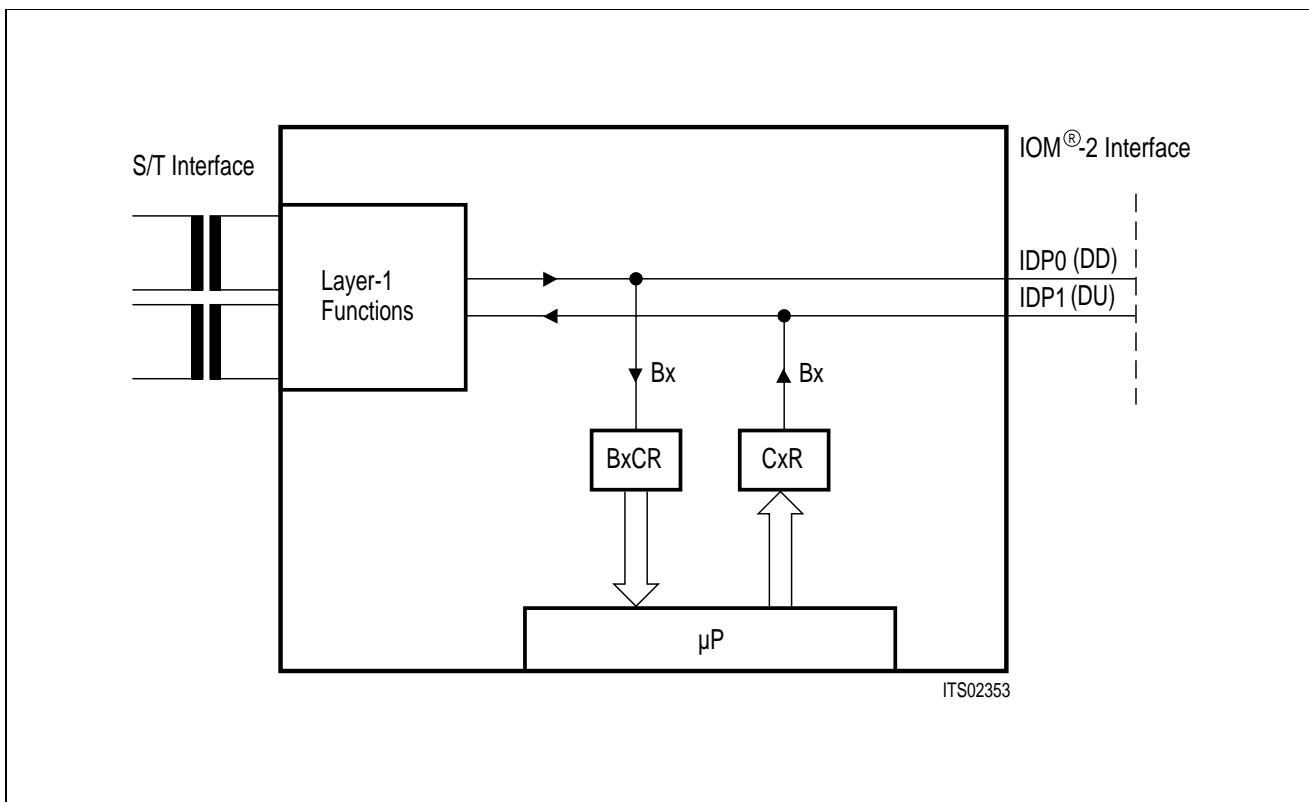 S/T Interface
IOM®-2 Interface
Layer-1
Functions
IDP0 (DD)
IDP1 (DU)
Bx
Bx
BxCR
CxR
µP
ITS02353